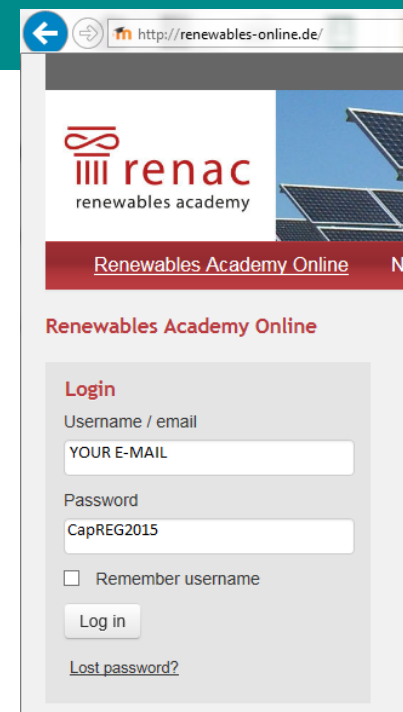 http://renewables-online.de/
renac
renewables academy
Renewables Academy Online N
Renewables Academy Online
Login
Username / email
YOUR E-MAIL
Password
CapREG2015
Remember username
Log in
Lost password?